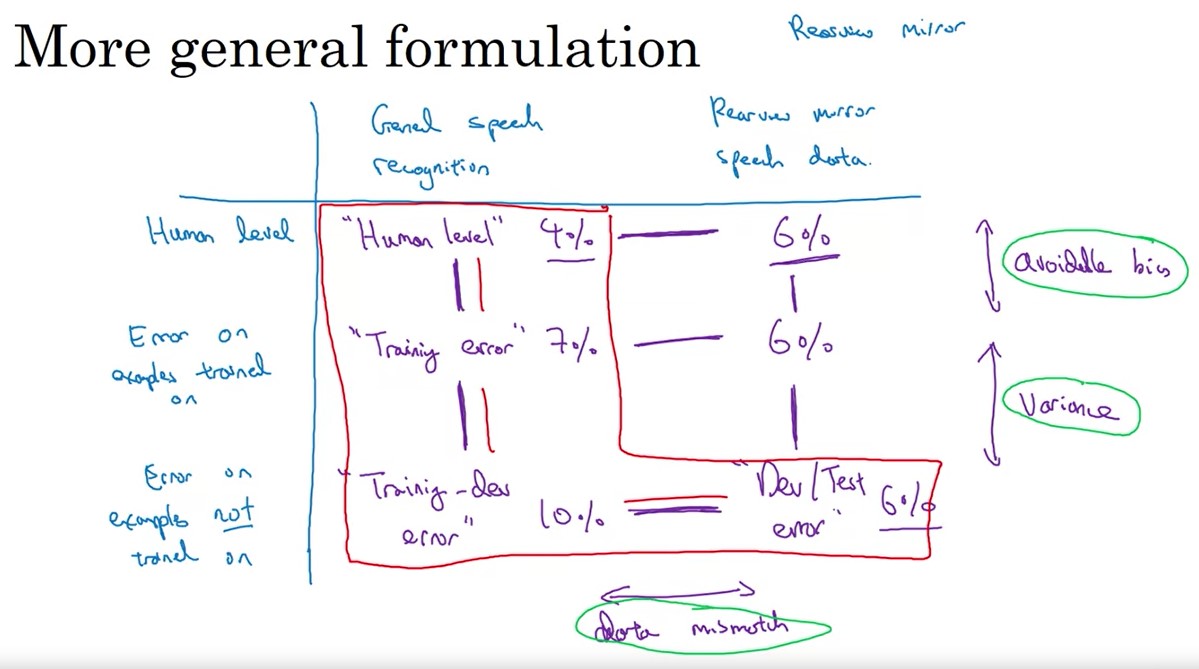 More general formulation
Rearview Mirror
General speech
recognition
Rearview mirror
speech data.
Human level
"Human level" 4%
6%
avoidable bias
Error on
examples trained
on
"Training error" 7%
6%
Variance
Error on
examples not
trained on
"Training-dev
error"
10%
"Dev/Test
error"
6%
data mismatch